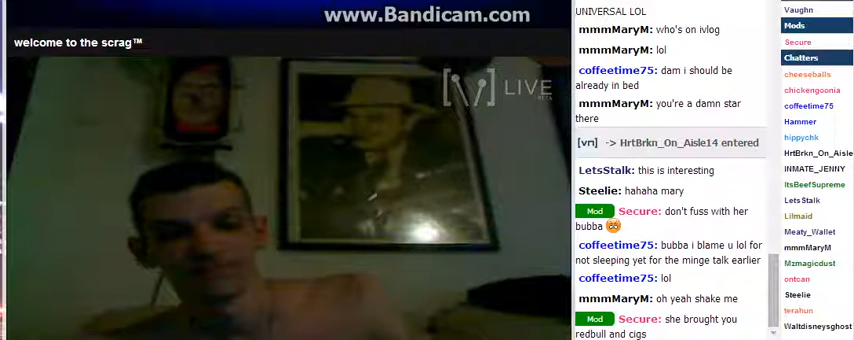 www.Bandicam.com
welcome to the scrag™
LIVE
BETA
UNIVERSAL LOL
mmmMaryM: who's on ivlog
mmmMaryM: lol
coffeetime75: dam i should be
already in bed
mmmMaryM: you're a damn star
there
-> HrtBrkn_On_Aisle14 entered
LetsStalk: this is interesting
Steelie: hahaha mary
Mod Secure: don't fuss with her
bubba
coffeetime75: bubba i blame u lol for
not sleeping yet for the minge talk earlier
coffeetime75: lol
mmmMaryM: oh yeah shake me
Mod Secure: she brought you
redbull and cigs
Vaughn
Mods
Secure
Chatters
cheeseballs
chickengoonia
coffeetime75
Hammer
hippychk
HrtBrkn_On_Aisle
INMATE_JENNY
ItsBeefSupreme
LetsStalk
Lilmaid
Meaty_Wallet
mmmMaryM
Mzmagicdust
ontcan
Steelie
terahun
Waltdisneysghost